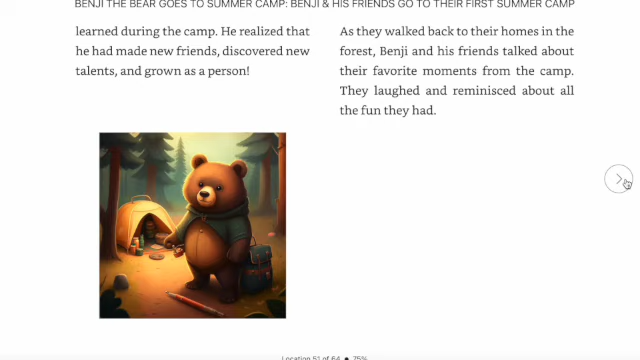 BENJI THE BEAR GOES TO SUMMER CAMP: BENJI & HIS FRIENDS GO TO THEIR FIRST SUMMER CAMP
learned during the camp. He realized that
he had made new friends, discovered new
talents, and grown as a person!
As they walked back to their homes in the
forest, Benji and his friends talked about
their favorite moments from the camp.
They laughed and reminisced about all
the fun they had.
Location 51 of 64 ● 75%